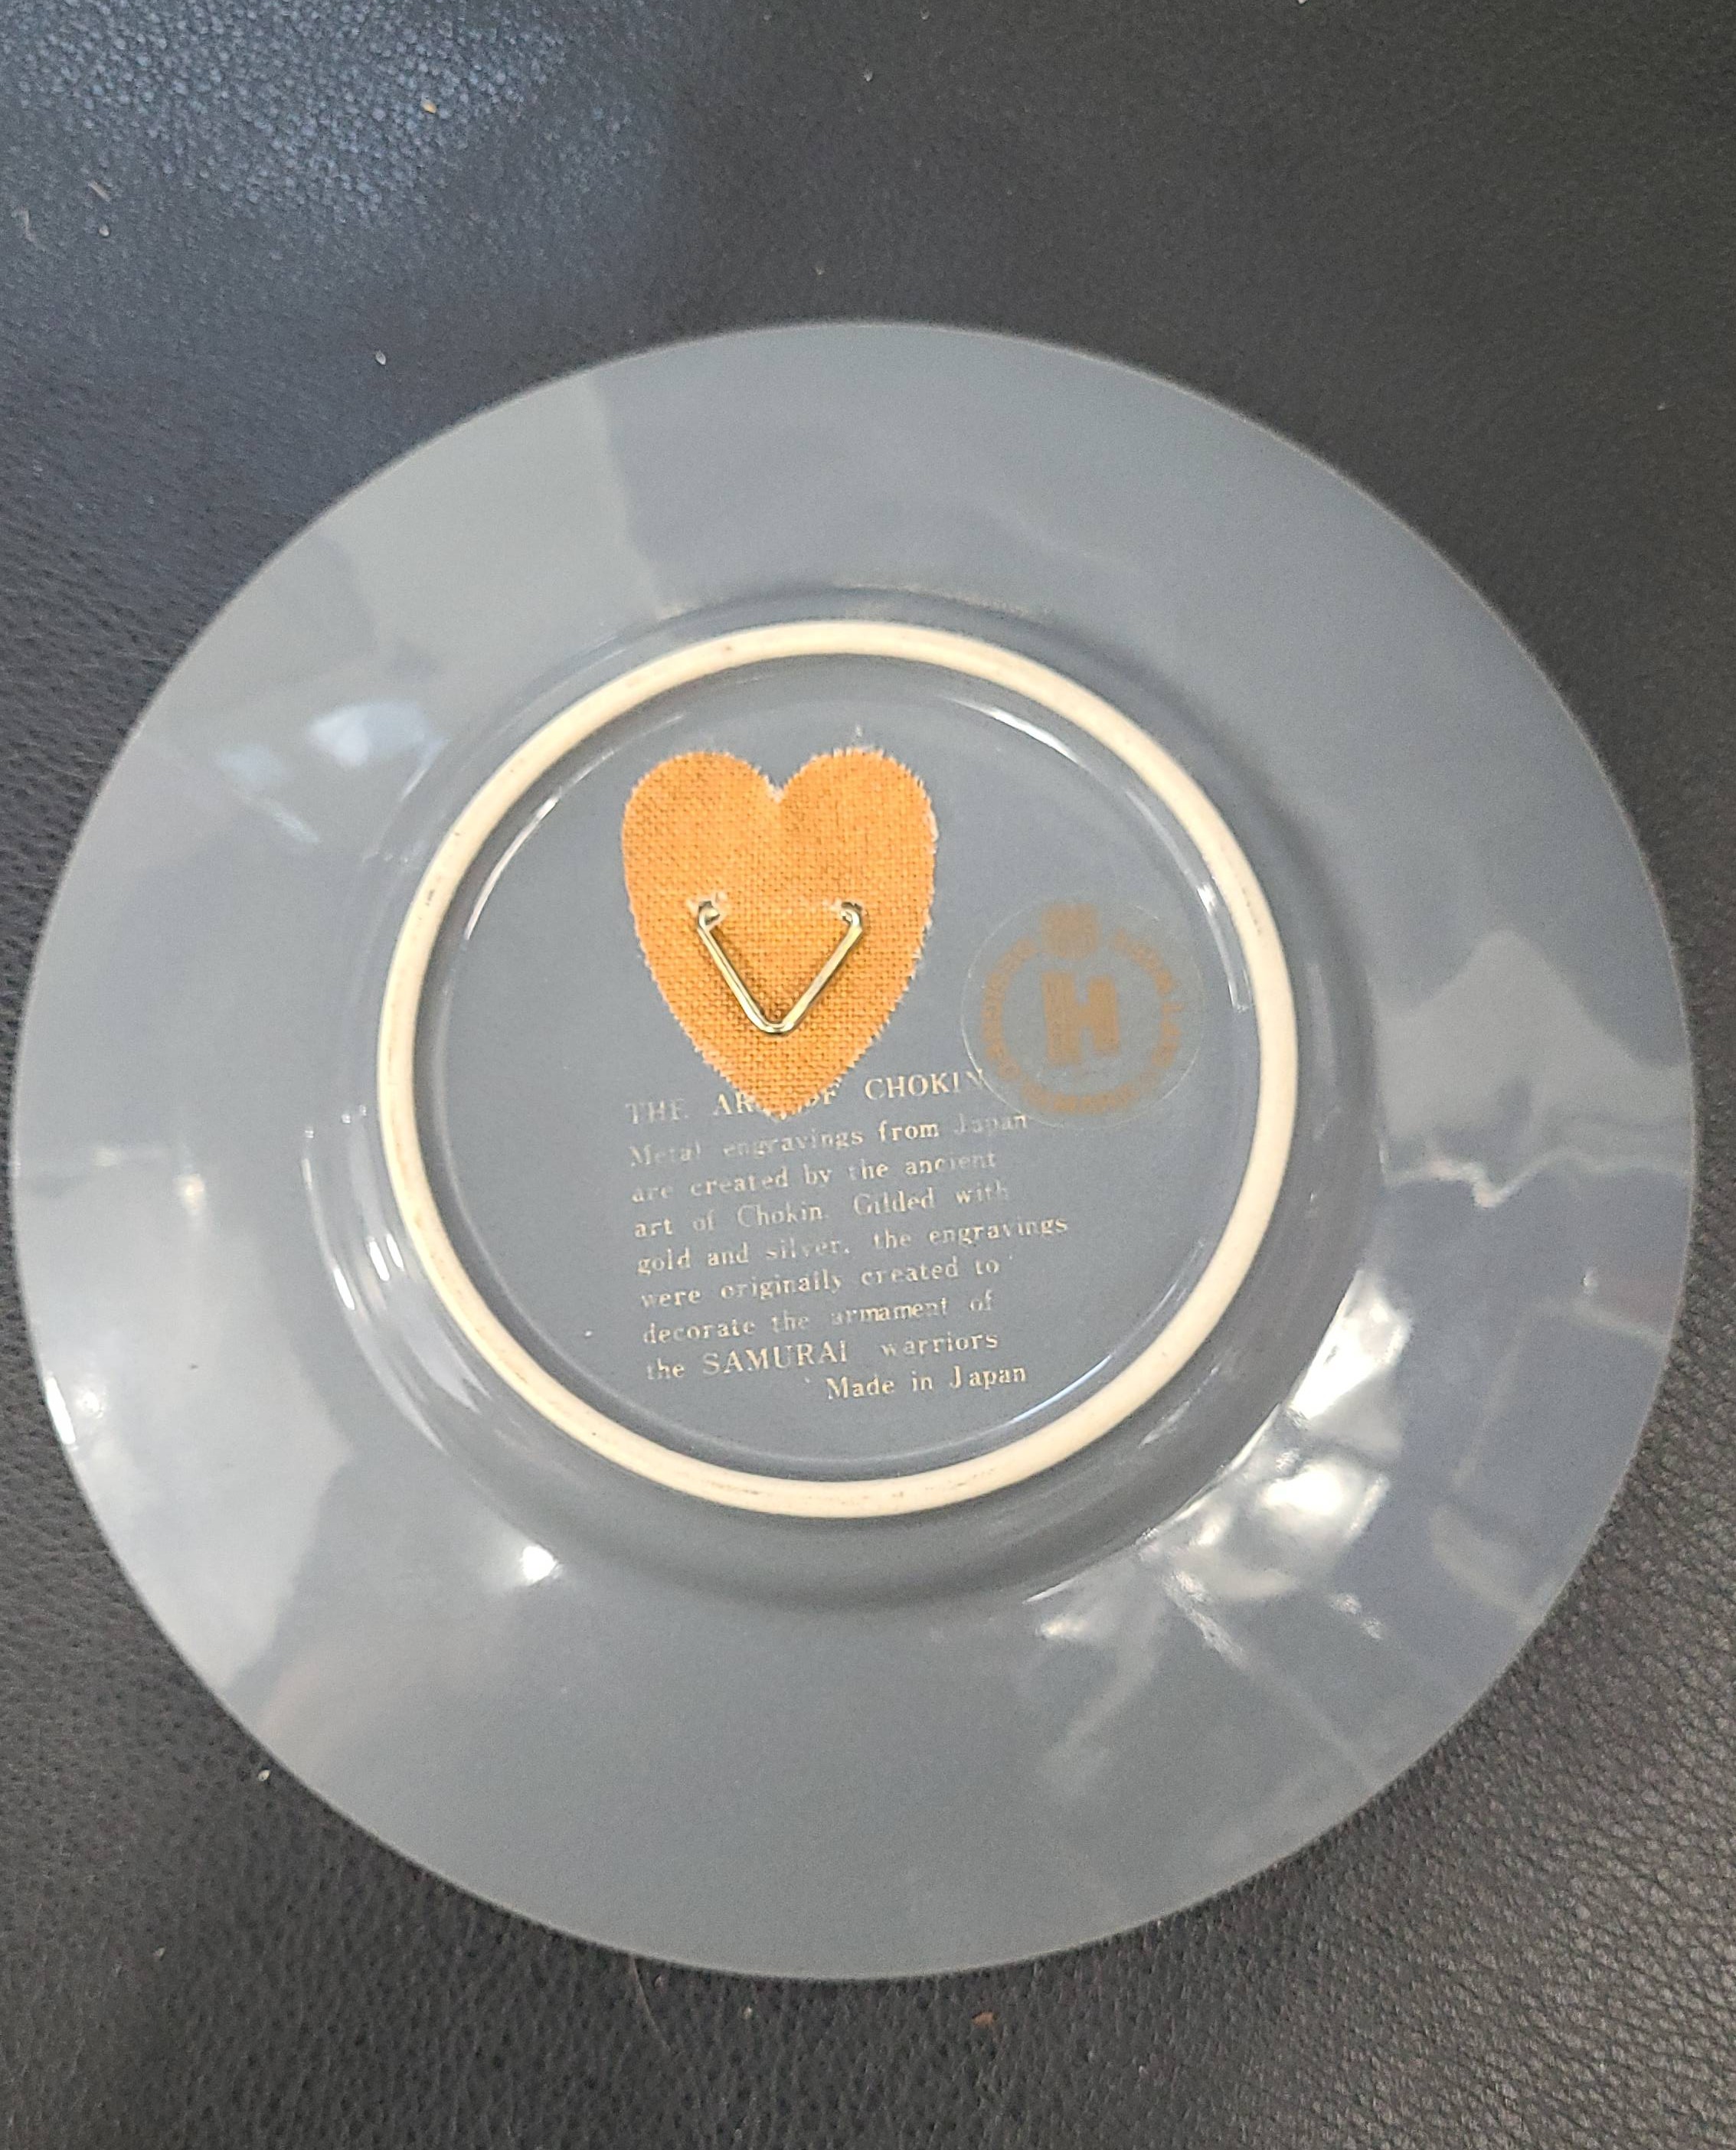 H
THE ART OF CHOKIN
Metal engravings from Japan
are created by the ancient
art of Chokin. Gilded with
gold and silver, the engravings
were originally created to
decorate the armament of
the SAMURAI warriors
Made in Japan